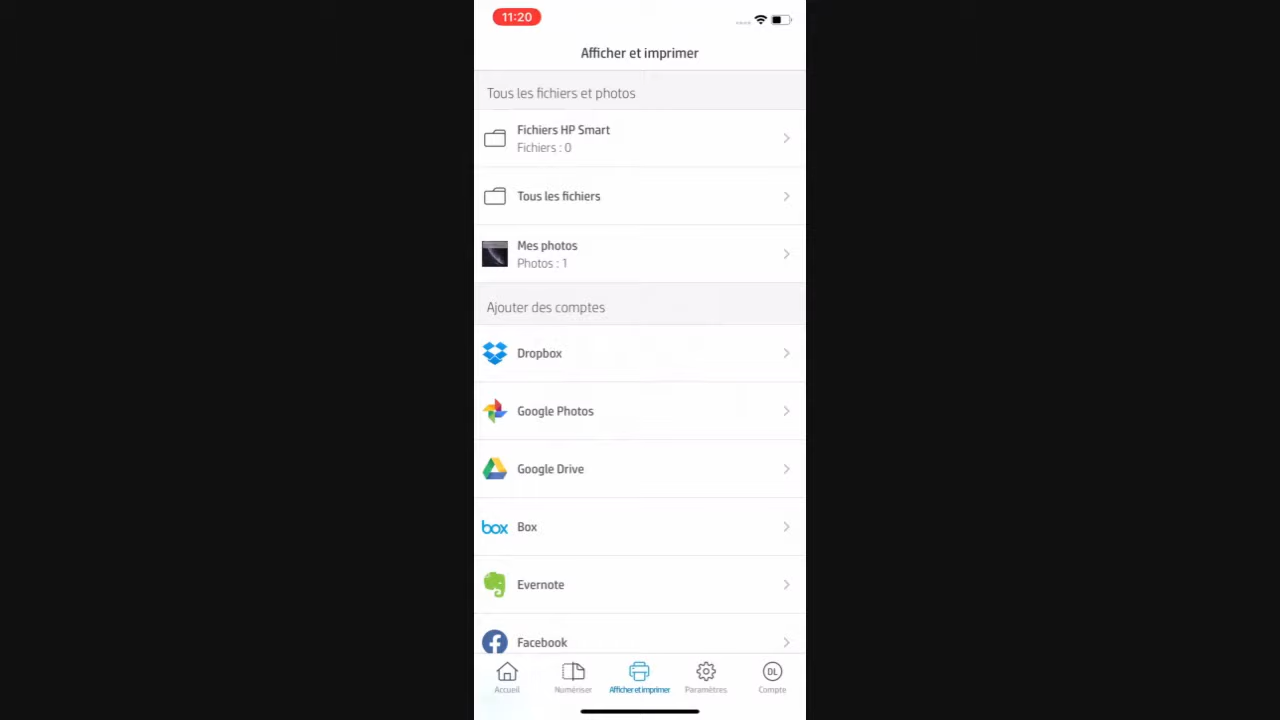 11:20
Afficher et imprimer
Tous les fichiers et photos
Fichiers HP Smart
Fichiers : 0
Tous les fichiers
Mes photos
Photos : 1
Ajouter des comptes
Dropbox
Google Photos
Google Drive
box Box
Evernote
Facebook
Accueil Numériser Afficher et imprimer Paramètres DL Compte